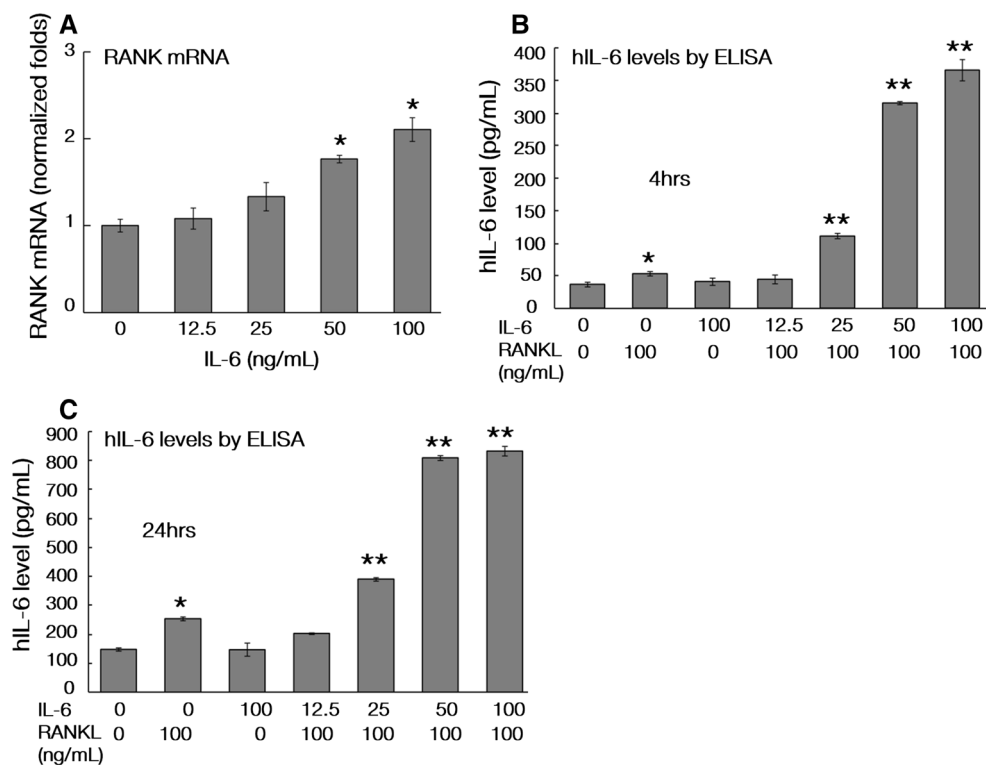 A
RANK mRNA
RANK mRNA (normalized folds)
3
2
1
0
*
*
0 12.5 25 50 100
IL-6 (ng/mL)
B
hIL-6 levels by ELISA
hIL-6 level (pg/mL)
400
350
300
250
200
150
100
50
0
4hrs
*
**
**
**
IL-6 0 0 100 12.5 25 50 100
RANKL 0 100 0 100 100 100 100
(ng/mL)
C
hIL-6 levels by ELISA
hIL-6 level (pg/mL)
900
800
700
600
500
400
300
200
100
0
24hrs
*
**
**
**
IL-6 0 0 100 12.5 25 50 100
RANKL 0 100 0 100 100 100 100
(ng/mL)